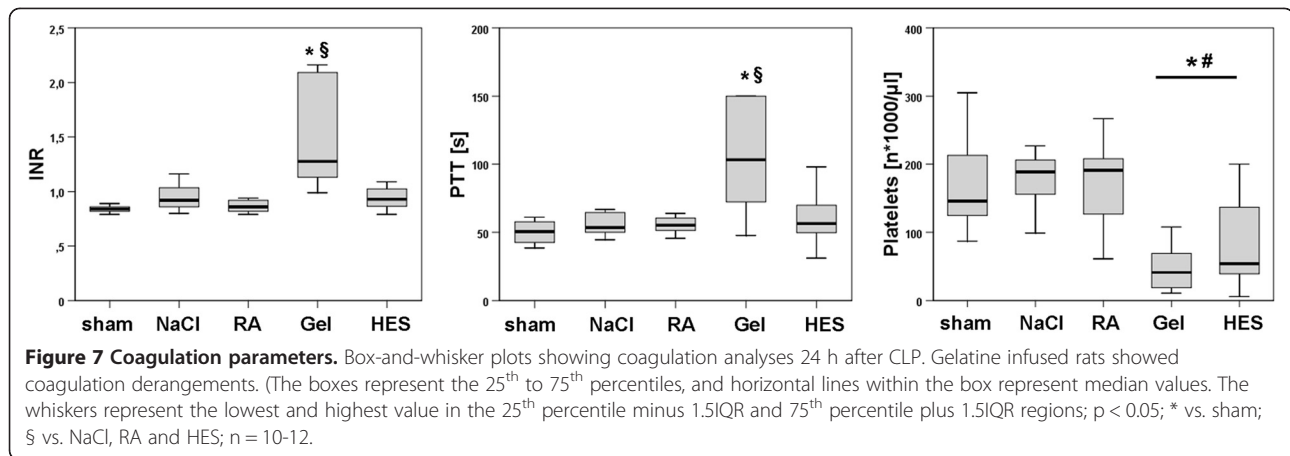 2,5
2,0
1,5
1,0
,5
0
INR
* §
sham NaCl RA Gel HES
200
150
100
50
0
PTT [s]
* §
sham NaCl RA Gel HES
400
300
200
100
0
Platelets [n*1000/µl]
* #
sham NaCl RA Gel HES
Figure 7 Coagulation parameters. Box-and-whisker plots showing coagulation analyses 24 h after CLP. Gelatine infused rats showed
coagulation derangements. (The boxes represent the 25th to 75th percentiles, and horizontal lines within the box represent median values. The
whiskers represent the lowest and highest value in the 25th percentile minus 1.5IQR and 75th percentile plus 1.5IQR regions; p < 0.05; * vs. sham;
§ vs. NaCl, RA and HES; n = 10-12.